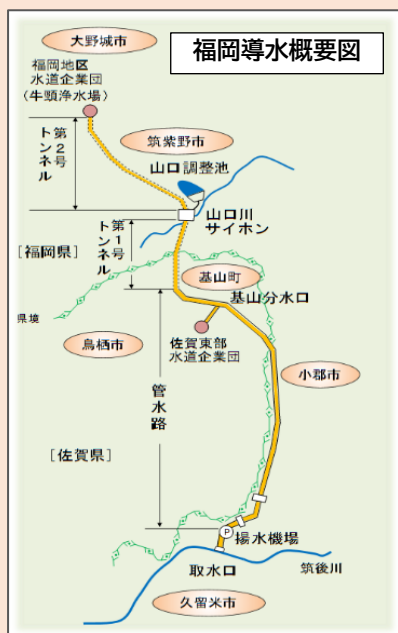 福岡導水概要図
大野城市
福岡地区
水道企業団
(牛頸浄水場)
第2号
トンネル
筑紫野市
山口調整池
山口川
サイホン
第1号
トンネル
[福岡県]
基山町
基山分水口
県境
鳥栖市
佐賀東部
水道企業団
小郡市
管水路
[佐賀県]
P
揚水機場
取水口
筑後川
久留米市